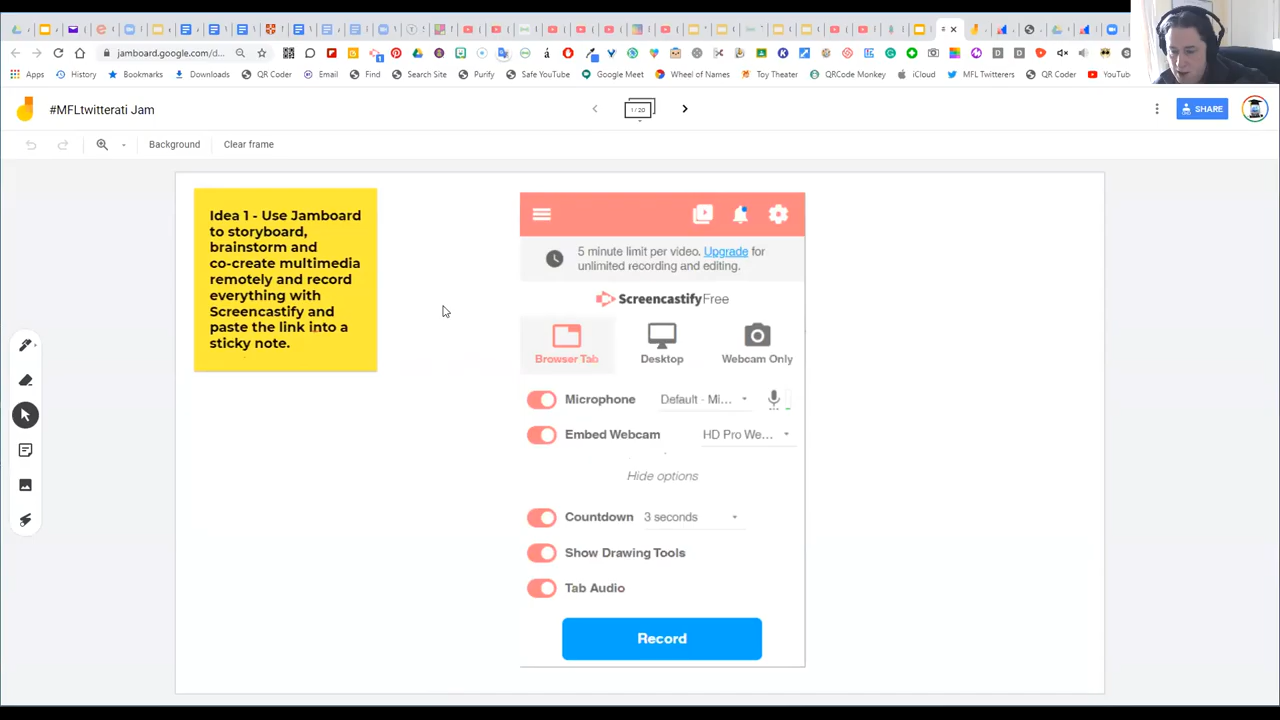 jamboard.google.com/d...
Apps History Bookmarks Downloads QR Coder Email Find Search Site Purify Safe YouTube Google Meet Wheel of Names Toy Theater QRCode Monkey iCloud MFL Twitterers QR Coder YouT
#MFLtwitterati Jam
1/20
SHARE
Background
Clear frame
Idea 1 - Use Jamboard
to storyboard,
brainstorm and
co-create multimedia
remotely and record
everything with
Screencastify and
paste the link into a
sticky note.
5 minute limit per video. Upgrade for
unlimited recording and editing.
Screencastify Free
Browser Tab
Desktop
Webcam Only
Microphone Default - Mi...
Embed Webcam HD Pro We...
Hide options
Countdown 3 seconds
Show Drawing Tools
Tab Audio
Record